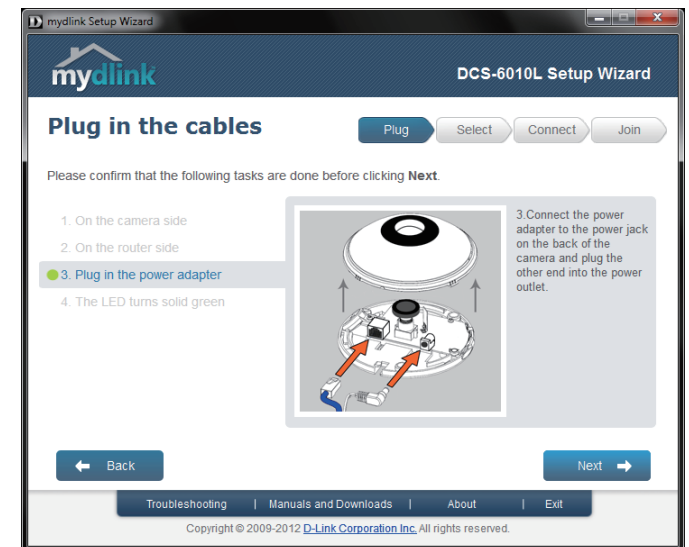 mydlink Setup Wizard
mydlink
DCS-6010L Setup Wizard
Plug in the cables
Plug
Select
Connect
Join
Please confirm that the following tasks are done before clicking Next.
1. On the camera side
2. On the router side
3. Plug in the power adapter
4. The LED turns solid green
3.Connect the power
adapter to the power jack
on the back of the
camera and plug the
other end into the power
outlet.
Back
Next
Troubleshooting | Manuals and Downloads | About | Exit
Copyright © 2009-2012 D-Link Corporation Inc. All rights reserved.